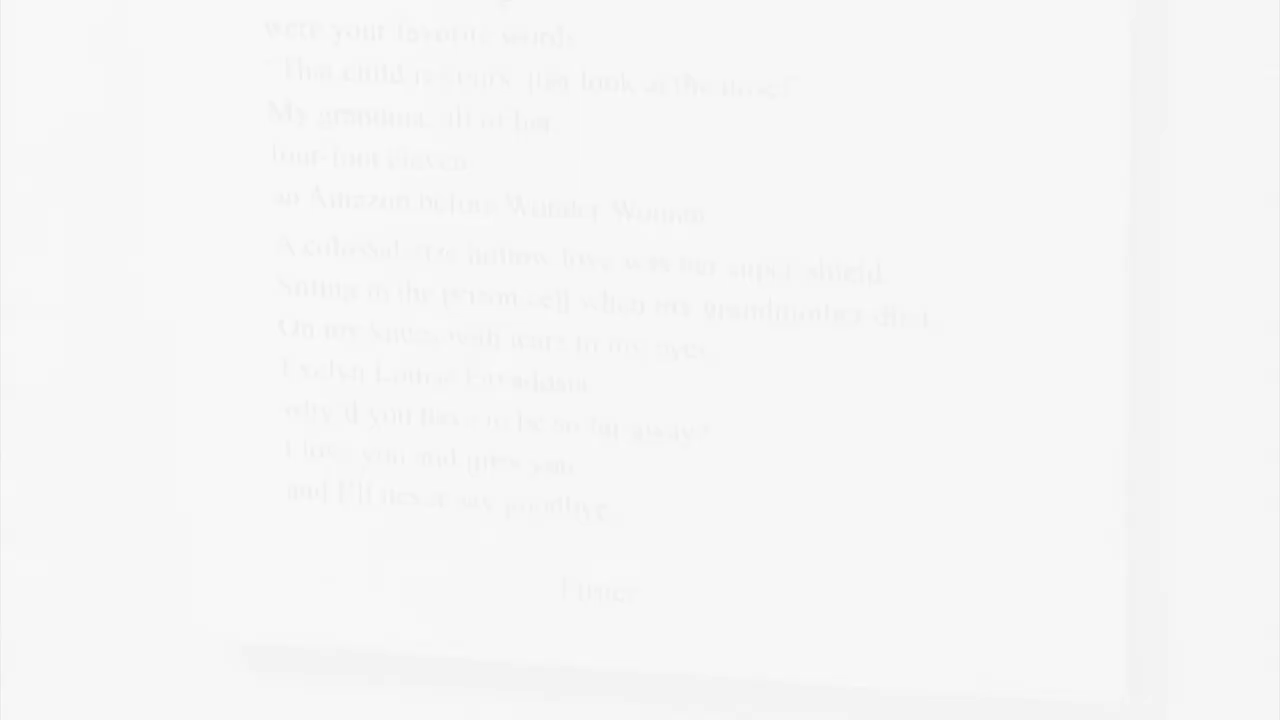 were your favorite words
"This child is yours, just look at the nose!"
My grandma, all of her
four-foot eleven
an Amazon before Wonder Woman
A colossal hollow love was her super shield
Sitting in the prison cell when my grandmother died.
On my knees with tears in my eyes,
Evelyn Louise
why'd you have to be so far away?
I love you and miss you
and I'll never say goodbye.